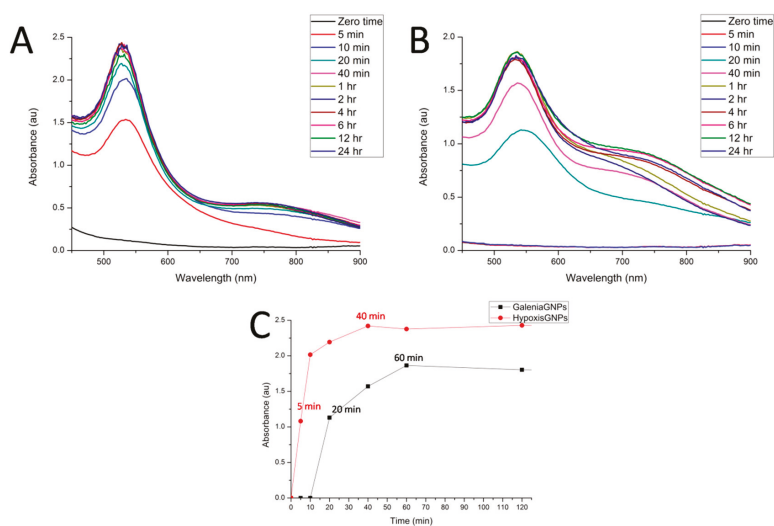 A
Zero time
5 min
10 min
20 min
40 min
1 hr
2 hr
4 hr
6 hr
12 hr
24 hr
2.5
2.0
1.5
1.0
0.5
0.0
Absorbance (au)
500
600
700
800
900
Wavelength (nm)
B
Zero time
5 min
10 min
20 min
40 min
1 hr
2 hr
4 hr
6 hr
12 hr
24 hr
2.0
1.5
1.0
0.5
0.0
Absorbance (au)
500
600
700
800
900
Wavelength (nm)
C
GaleniaGNPs
HypoxisGNPs
40 min
60 min
5 min
20 min
2.5
2.0
1.5
1.0
0.5
0.0
Absorbance (au)
0
10
20
30
40
50
60
70
80
90
100
110
120
Time (min)